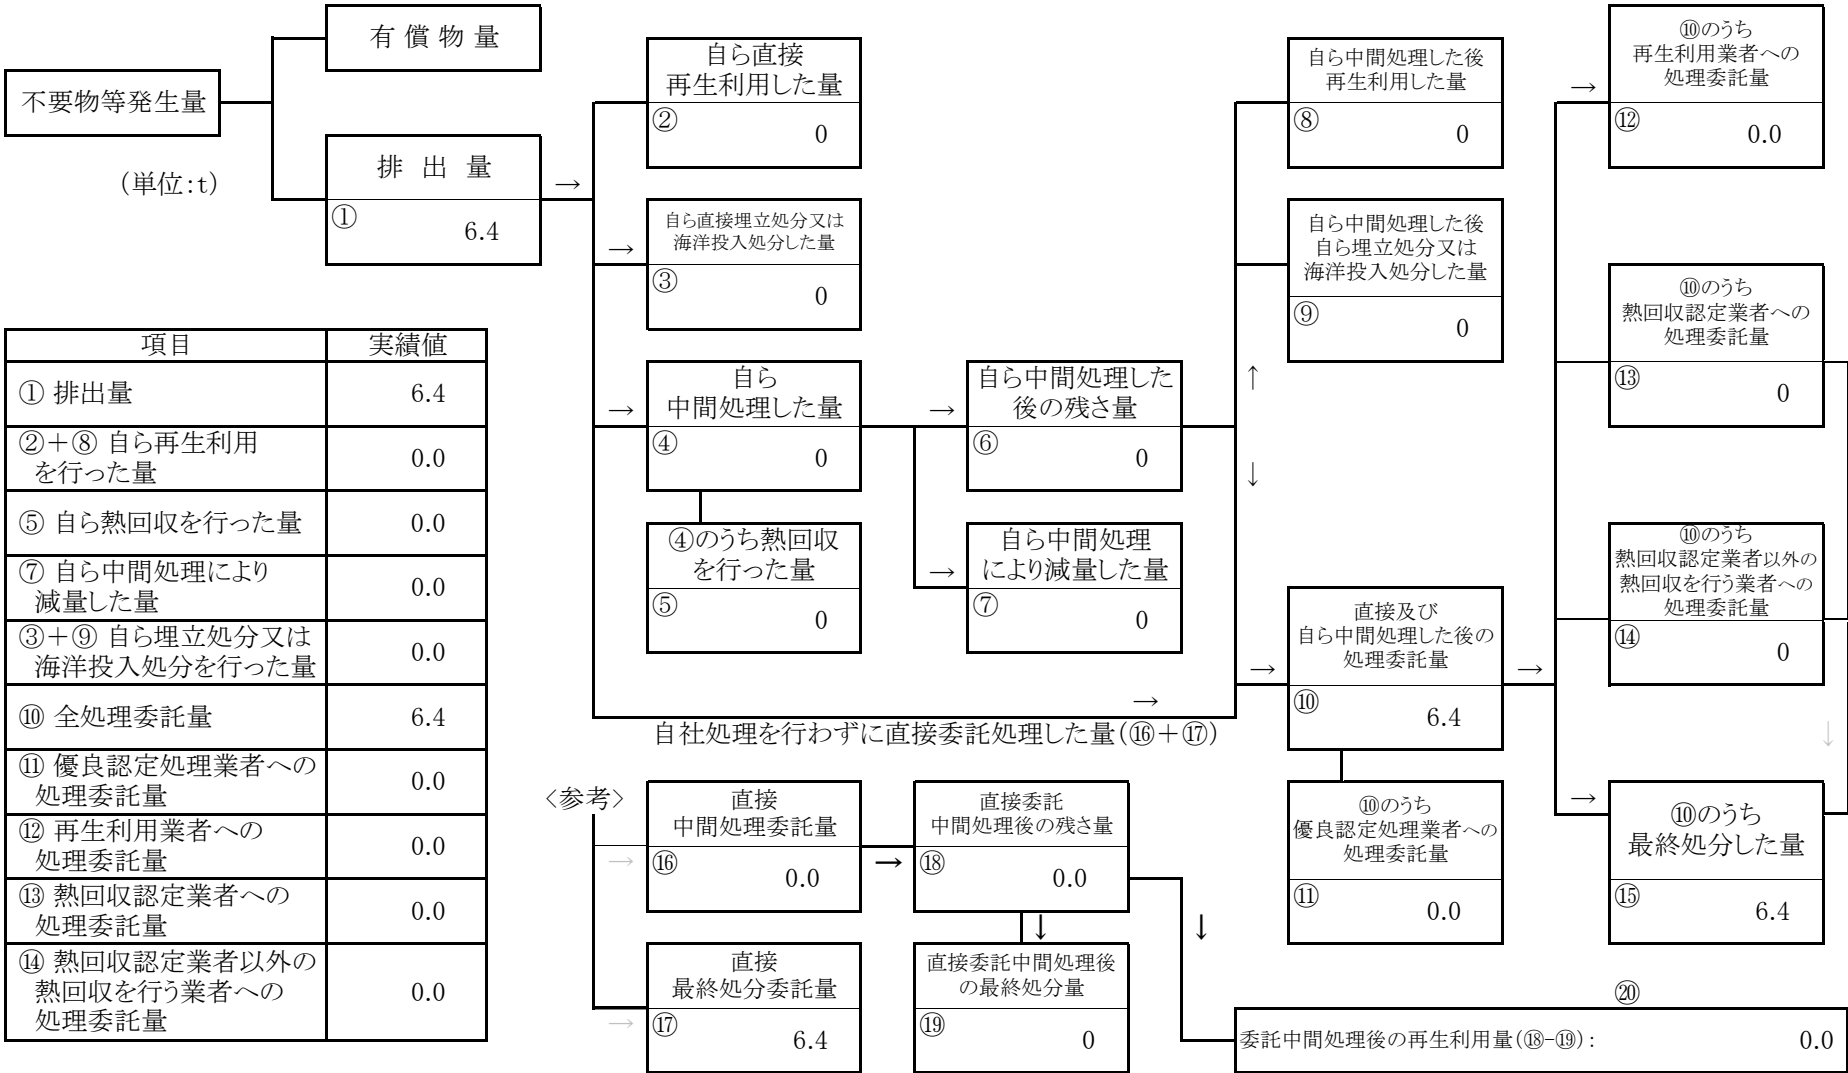 不要物等発生量
(単位:t)
有 償 物 量
排 出 量
→
①
6.4
自ら直接
再生利用した量
②
0
→
自ら直接埋立処分又は
海洋投入処分した量
③
0
→
自ら
中間処理した量
④
0
④のうち熱回収
を行った量
⑤
0
→
自ら中間処理した
後の残さ量
⑥
0
→
自ら中間処理
により減量した量
⑦
0
自ら中間処理した後
再生利用した量
⑧
0
自ら中間処理した後
自ら埋立処分又は
海洋投入処分した量
⑨
0
↑
↓
→
自社処理を行わずに直接委託処理した量(⑯+⑰)
→
直接及び
自ら中間処理した後の
処理委託量
⑩
6.4
→
⑩のうち
優良認定処理業者への
処理委託量
⑪
0.0
→
⑩のうち
再生利用業者への
処理委託量
⑫
0.0
⑩のうち
熱回収認定業者への
処理委託量
⑬
0
⑩のうち
熱回収認定業者以外の
熱回収を行う業者への
処理委託量
⑭
0
↓
→
⑩のうち
最終処分した量
⑮
6.4
項目 実績値
① 排出量 6.4
②+⑧ 自ら再生利用
を行った量 0.0
⑤ 自ら熱回収を行った量 0.0
⑦ 自ら中間処理により
減量した量 0.0
③+⑨ 自ら埋立処分又は
海洋投入処分を行った量 0.0
⑩ 全処理委託量 6.4
⑪ 優良認定処理業者への
処理委託量 0.0
⑫ 再生利用業者への
処理委託量 0.0
⑬ 熱回収認定業者への
処理委託量 0.0
⑭ 熱回収認定業者以外の
熱回収を行う業者への
処理委託量 0.0
〈参考〉
→
直接
中間処理委託量
⑯
0.0
→
直接委託
中間処理後の残さ量
⑱
0.0
↓
↓
→
直接
最終処分委託量
⑰
6.4
直接委託中間処理後
の最終処分量
⑲
0
⑳
委託中間処理後の再生利用量(⑱-⑲): 0.0